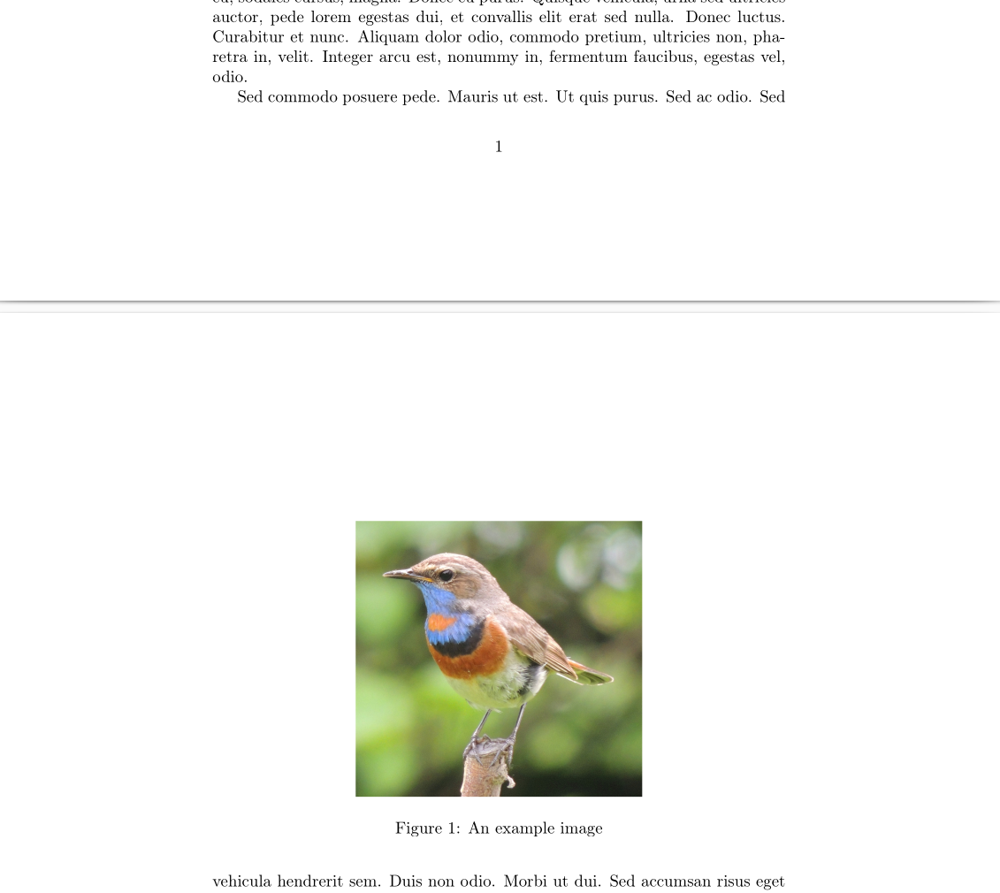 eu, sodales cursus, magna. Donec eu purus. Quisque vehicula, urna sed ultricies
auctor, pede lorem egestas dui, et convallis elit erat sed nulla. Donec luctus.
Curabitur et nunc. Aliquam dolor odio, commodo pretium, ultricies non, pha-
retra in, velit. Integer arcu est, nonummy in, fermentum faucibus, egestas vel,
odio.
Sed commodo posuere pede. Mauris ut est. Ut quis purus. Sed ac odio. Sed
1
Figure 1: An example image
vehicula hendrerit sem. Duis non odio. Morbi ut dui. Sed accumsan risus eget